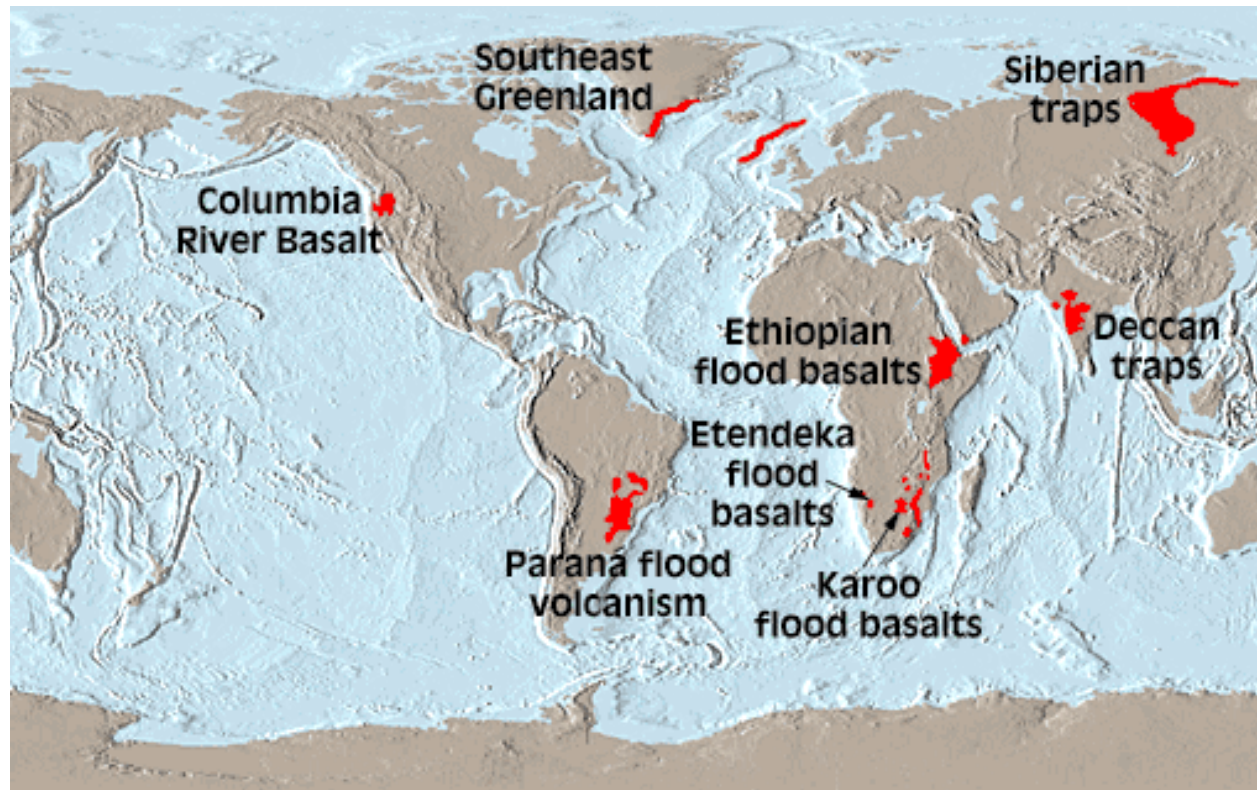 Southeast
Greenland
Siberian
traps
Columbia
River Basalt
Ethiopian
flood basalts
Deccan
traps
Etendeka
flood
basalts
Paraná flood
volcanism
Karoo
flood basalts